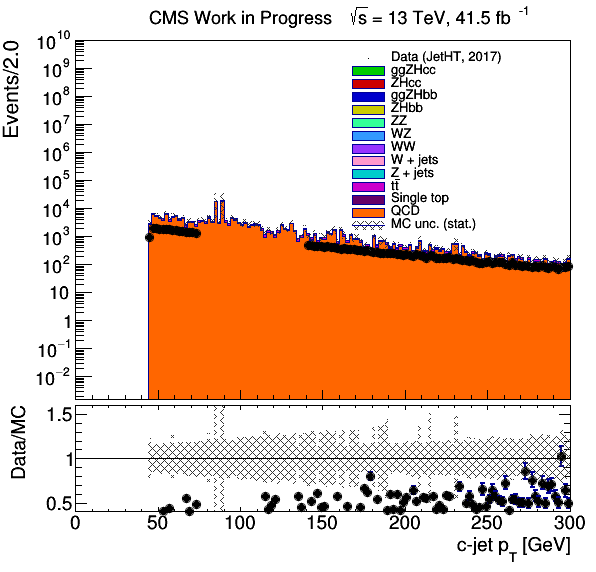 CMS Work in Progress √s = 13 TeV, 41.5 fb⁻¹
Events/2.0
10¹⁰
10⁹
10⁸
10⁷
10⁶
10⁵
10⁴
10³
10²
10
1
10⁻¹
10⁻²
Data (JetHT, 2017)
ggZHcc
ZHcc
ggZHbb
ZHbb
ZZ
WZ
WW
W + jets
Z + jets
tt̄
Single top
QCD
MC unc. (stat.)
Data/MC
1.5
1
0.5
0 50 100 150 200 250 300
c-jet p_T [GeV]